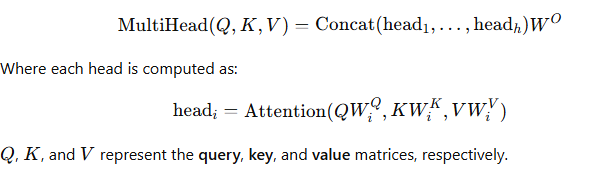 MultiHead(Q, K, V) = Concat(head₁, . . . , headₕ)Wᴼ
Where each head is computed as:
headᵢ = Attention(QWᵢ^Q, KWᵢ^K, VWᵢ^V)
Q, K, and V represent the query, key, and value matrices, respectively.